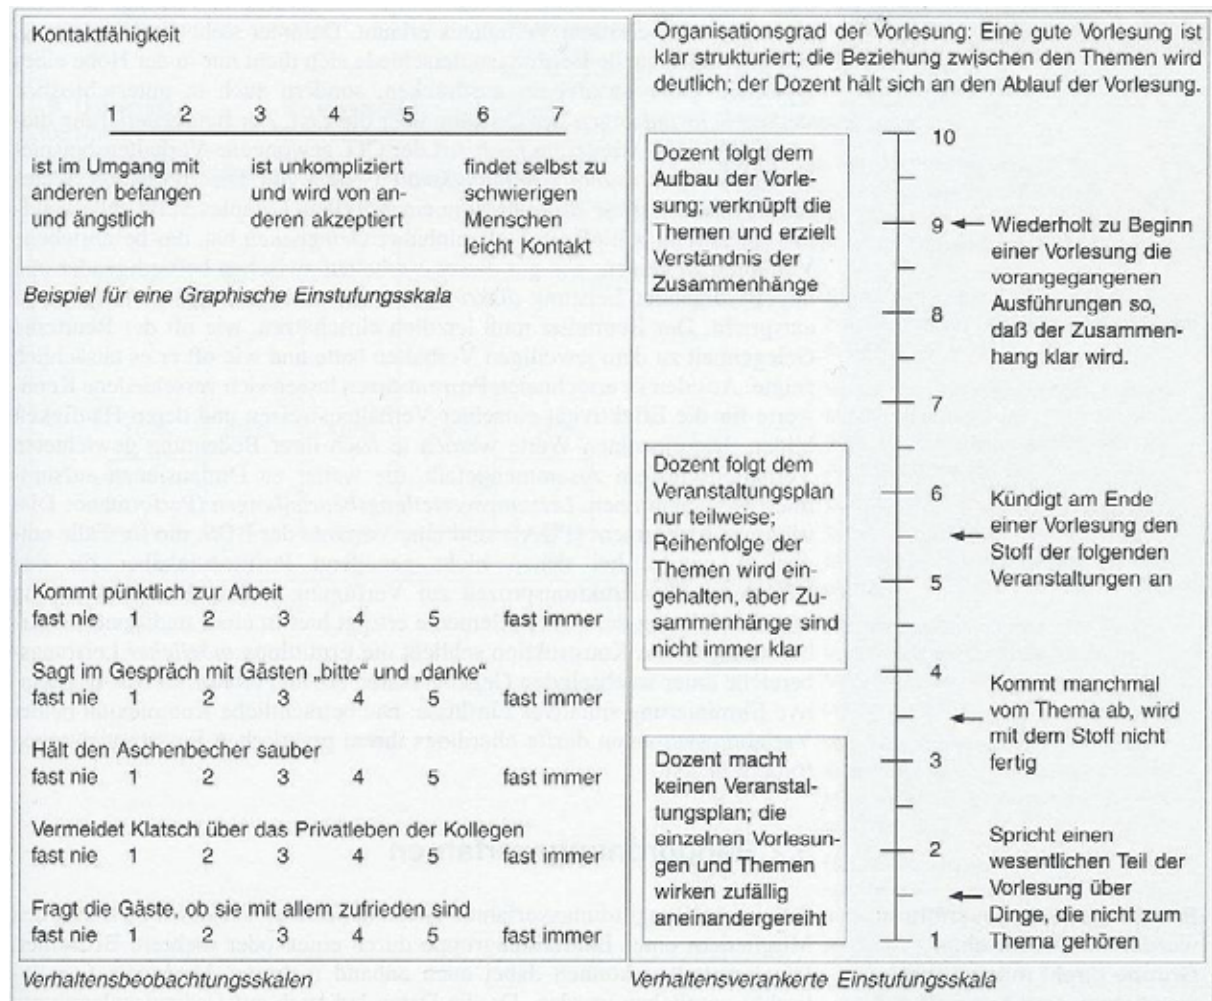 Kontaktfähigkeit
1 2 3 4 5 6 7
ist im Umgang mit
anderen befangen
und ängstlich
ist unkompliziert
und wird von an-
deren akzeptiert
findet selbst zu
schwierigen
Menschen
leicht Kontakt
Beispiel für eine Graphische Einstufungsskala
Kommt pünktlich zur Arbeit
fast nie 1 2 3 4 5 fast immer
Sagt im Gespräch mit Gästen „bitte“ und „danke“
fast nie 1 2 3 4 5 fast immer
Hält den Aschenbecher sauber
fast nie 1 2 3 4 5 fast immer
Vermeidet Klatsch über das Privatleben der Kollegen
fast nie 1 2 3 4 5 fast immer
Fragt die Gäste, ob sie mit allem zufrieden sind
fast nie 1 2 3 4 5 fast immer
Verhaltensbeobachtungsskalen
Organisationsgrad der Vorlesung: Eine gute Vorlesung ist
klar strukturiert; die Beziehung zwischen den Themen wird
deutlich; der Dozent hält sich an den Ablauf der Vorlesung.
Dozent folgt dem
Aufbau der Vorle-
sung; verknüpft die
Themen und erzielt
Verständnis der
Zusammenhänge
Dozent folgt dem
Veranstaltungsplan
nur teilweise;
Reihenfolge der
Themen wird ein-
gehalten, aber Zu-
sammenhänge sind
nicht immer klar
Dozent macht
keinen Veranstal-
tungsplan; die
einzelnen Vorlesun-
gen und Themen
wirken zufällig
aneinandergereiht
10
9
8
7
6
5
4
3
2
1
Wiederholt zu Beginn
einer Vorlesung die
vorangegangenen
Ausführungen so,
daß der Zusammen-
hang klar wird.
Kündigt am Ende
einer Vorlesung den
Stoff der folgenden
Veranstaltungen an
Kommt manchmal
vom Thema ab, wird
mit dem Stoff nicht
fertig
Spricht einen
wesentlichen Teil der
Vorlesung über
Dinge, die nicht zum
Thema gehören
Verhaltensverankerte Einstufungsskala